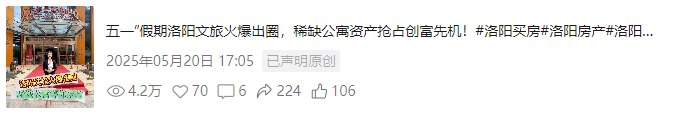 五一”假期洛阳文旅火爆出圈，稀缺公寓资产抢占创富先机！#洛阳买房#洛阳房产#洛阳...
2025年05月20日 17:05 已声明原创
4.2万 70 6 224 106